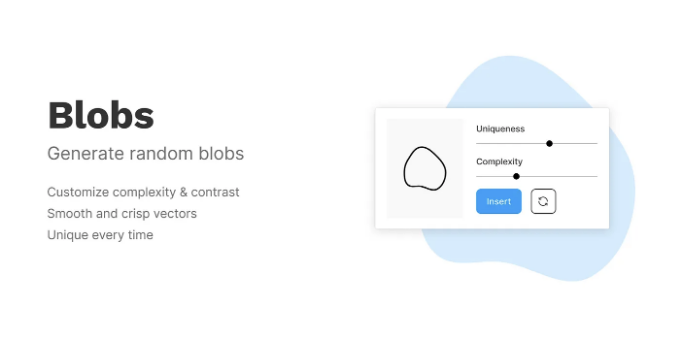 Blobs
Generate random blobs
Customize complexity & contrast
Smooth and crisp vectors
Unique every time
Uniqueness
Complexity
Insert